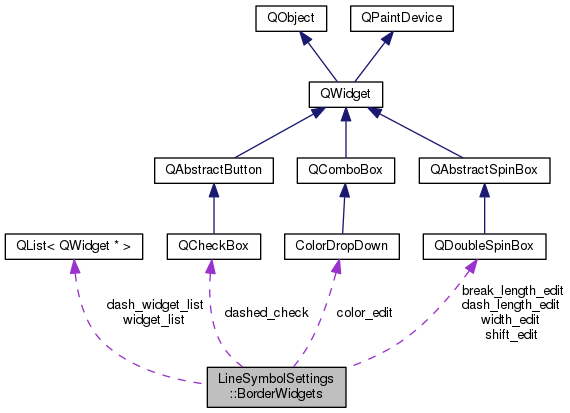 QObject
QPaintDevice
QWidget
QAbstractButton
QComboBox
QAbstractSpinBox
QList< QWidget * >
QCheckBox
ColorDropDown
QDoubleSpinBox
dash_widget_list
widget_list
dashed_check
color_edit
break_length_edit
dash_length_edit
width_edit
shift_edit
LineSymbolSettings
::BorderWidgets